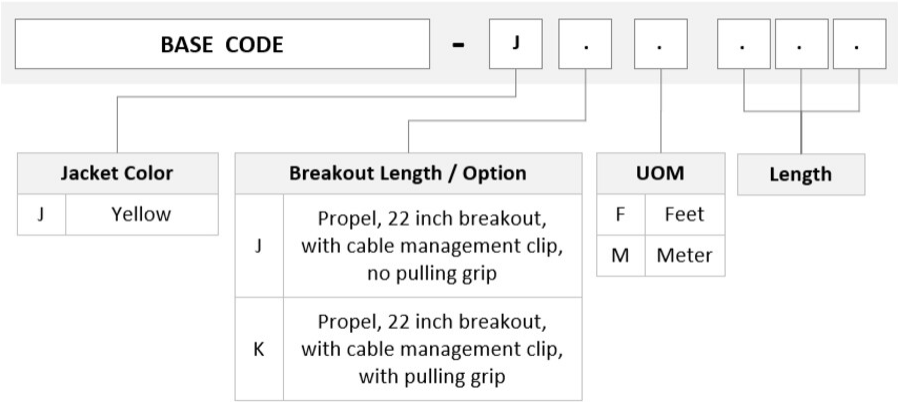 BASE CODE - J . . . . .
Jacket Color
J Yellow
Breakout Length / Option
J
Propel, 22 inch breakout,
with cable management clip,
no pulling grip
K
Propel, 22 inch breakout,
with cable management clip,
with pulling grip
UOM
F Feet
M Meter
Length